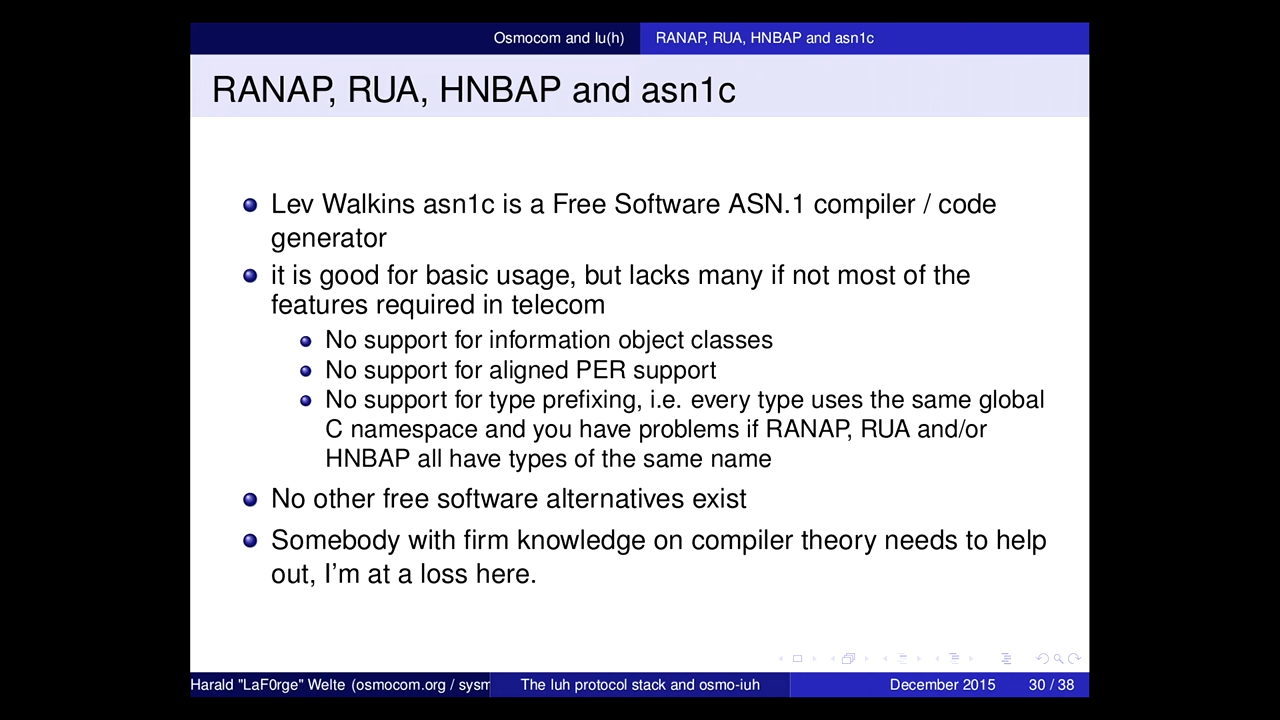 Osmocom and Iu(h)
RANAP, RUA, HNBAP and asn1c
RANAP, RUA, HNBAP and asn1c
Lev Walkins asn1c is a Free Software ASN.1 compiler / code
generator
it is good for basic usage, but lacks many if not most of the
features required in telecom
No support for information object classes
No support for aligned PER support
No support for type prefixing, i.e. every type uses the same global
C namespace and you have problems if RANAP, RUA and/or
HNBAP all have types of the same name
No other free software alternatives exist
Somebody with firm knowledge on compiler theory needs to help
out, I'm at a loss here.
Harald "LaF0rge" Welte (osmocom.org / sysm
The Iuh protocol stack and osmo-iuh
December 2015
30 / 38